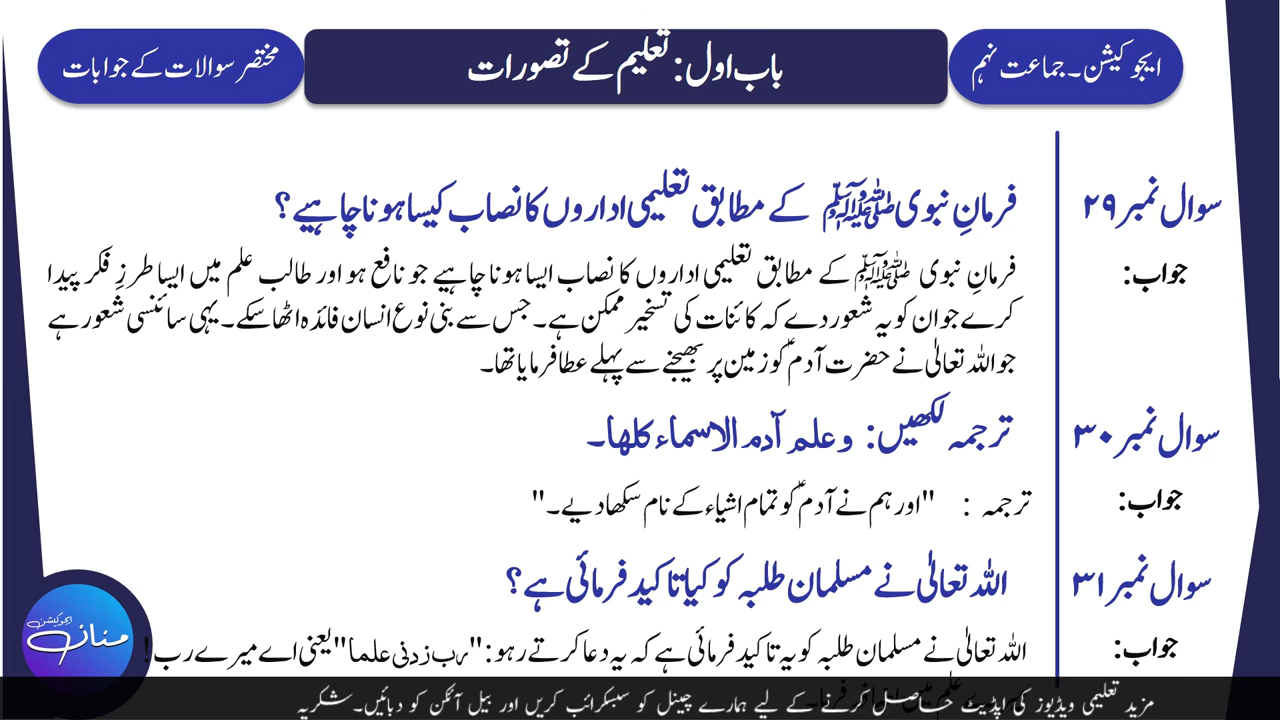 ایجوکیشن۔ جماعت نہم
باب اول: تعلیم کے تصورات
مختصر سوالات کے جوابات
سوال نمبر ۲۹ فرمانِ نبوی ﷺ کے مطابق تعلیمی اداروں کا نصاب کیسا ہونا چاہیے؟
جواب: فرمانِ نبوی ﷺ کے مطابق تعلیمی اداروں کا نصاب ایسا ہونا چاہیے جو نافع ہو اور طالب علم میں ایسا طرزِ فکر پیدا
کرے جو ان کو یہ شعور دے کہ کائنات کی تسخیر ممکن ہے۔ جس سے بنی نوع انسان فائدہ اٹھا سکے۔ یہی سائنسی شعور ہے
جو اللہ تعالیٰ نے حضرت آدمؑ کو زمین پر بھیجنے سے پہلے عطا فرمایا تھا۔
سوال نمبر ۳۰ ترجمہ لکھیں: وعلم آدم الاسماء کلھا۔
جواب: ترجمہ : "اور ہم نے آدمؑ کو تمام اشیاء کے نام سکھا دیے۔"
سوال نمبر ۳۱ اللہ تعالیٰ نے مسلمان طلبہ کو کیا تاکید فرمائی ہے؟
جواب: اللہ تعالیٰ نے مسلمان طلبہ کو یہ تاکید فرمائی ہے کہ یہ دعا کرتے رہو: "رب زدنی علما" یعنی اے میرے رب!
ایجوکیشن
منانے
مزید تعلیمی ویڈیوز کی اپڈیٹ حاصل کرنے کے لیے ہمارے چینل کو سبسکرائب کریں اور بیل آئکن کو دبائیں۔ شکریہ